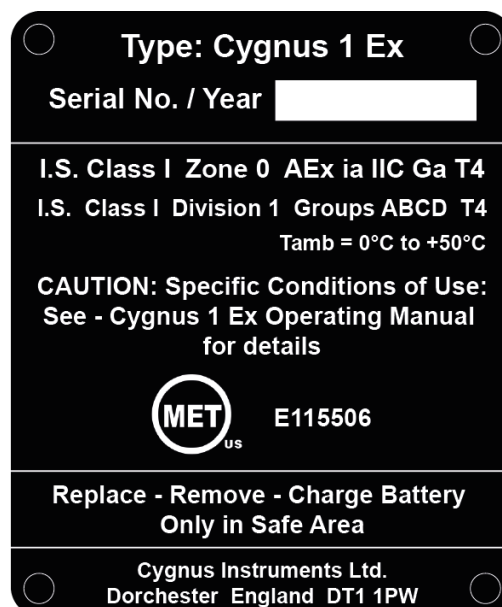 Type: Cygnus 1 Ex
Serial No. / Year
I.S. Class I Zone 0 AEx ia IIC Ga T4
I.S. Class I Division 1 Groups ABCD T4
Tamb = 0°C to +50°C
CAUTION: Specific Conditions of Use:
See - Cygnus 1 Ex Operating Manual
for details
MET us E115506
Replace - Remove - Charge Battery
Only in Safe Area
Cygnus Instruments Ltd.
Dorchester England DT1 1PW